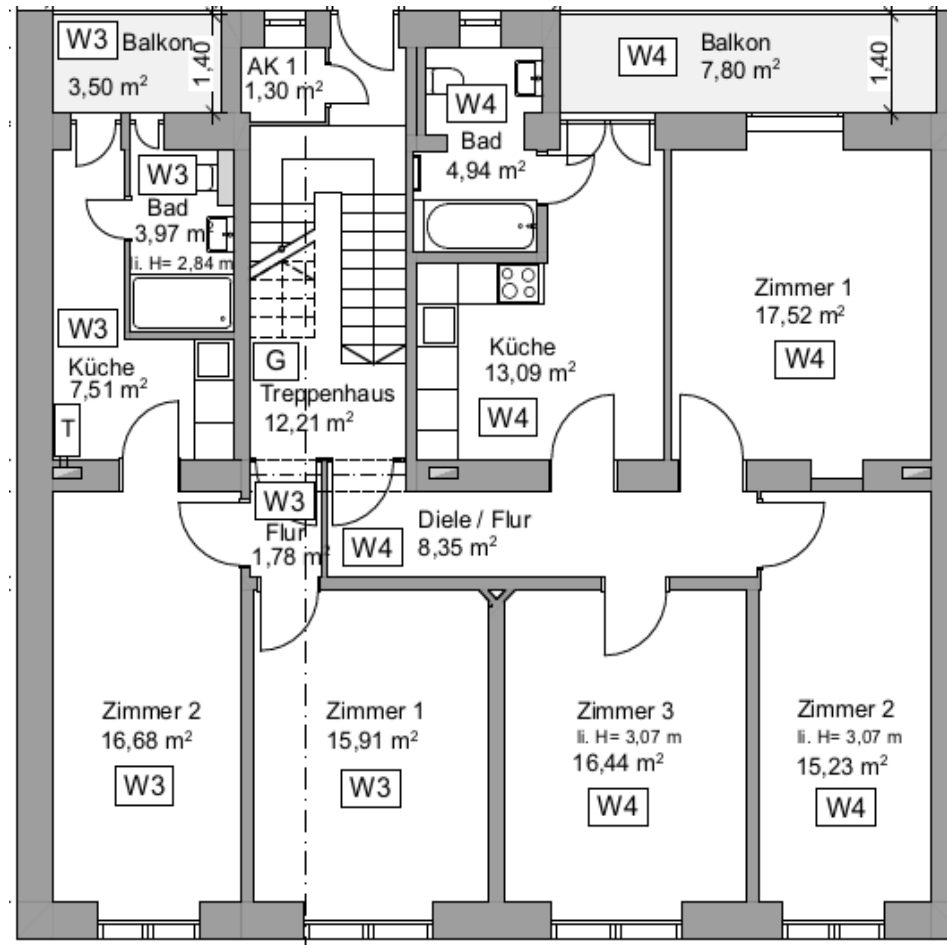 W3 Balkon
3,50 m²
1,40
AK 1
1,30 m²
W4
Bad
4,94 m²
Balkon
W4 7,80 m²
1,40
W3
Bad
3,97 m²
li. H= 2,84 m
W3
Küche
7,51 m²
T
G
Treppenhaus
12,21 m²
Küche
13,09 m²
W4
Zimmer 1
17,52 m²
W4
W3
Flur
1,78 m²
W4
Diele / Flur
8,35 m²
Zimmer 2
16,68 m²
W3
Zimmer 1
15,91 m²
W3
Zimmer 3
li. H= 3,07 m
16,44 m²
W4
Zimmer 2
li. H= 3,07 m
15,23 m²
W4